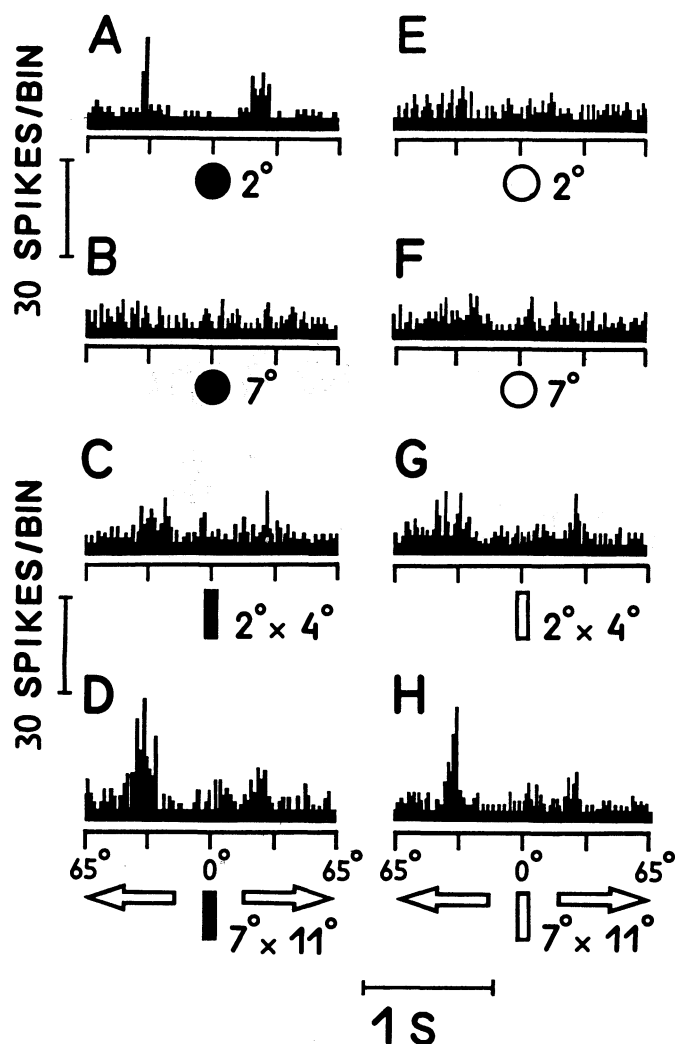 A
E
30 SPIKES/BIN
2°
2°
B
F
7°
7°
C
G
30 SPIKES/BIN
2° x 4°
2° x 4°
D
H
65° 0° 65°
65° 0° 65°
7° x 11°
7° x 11°
1 S